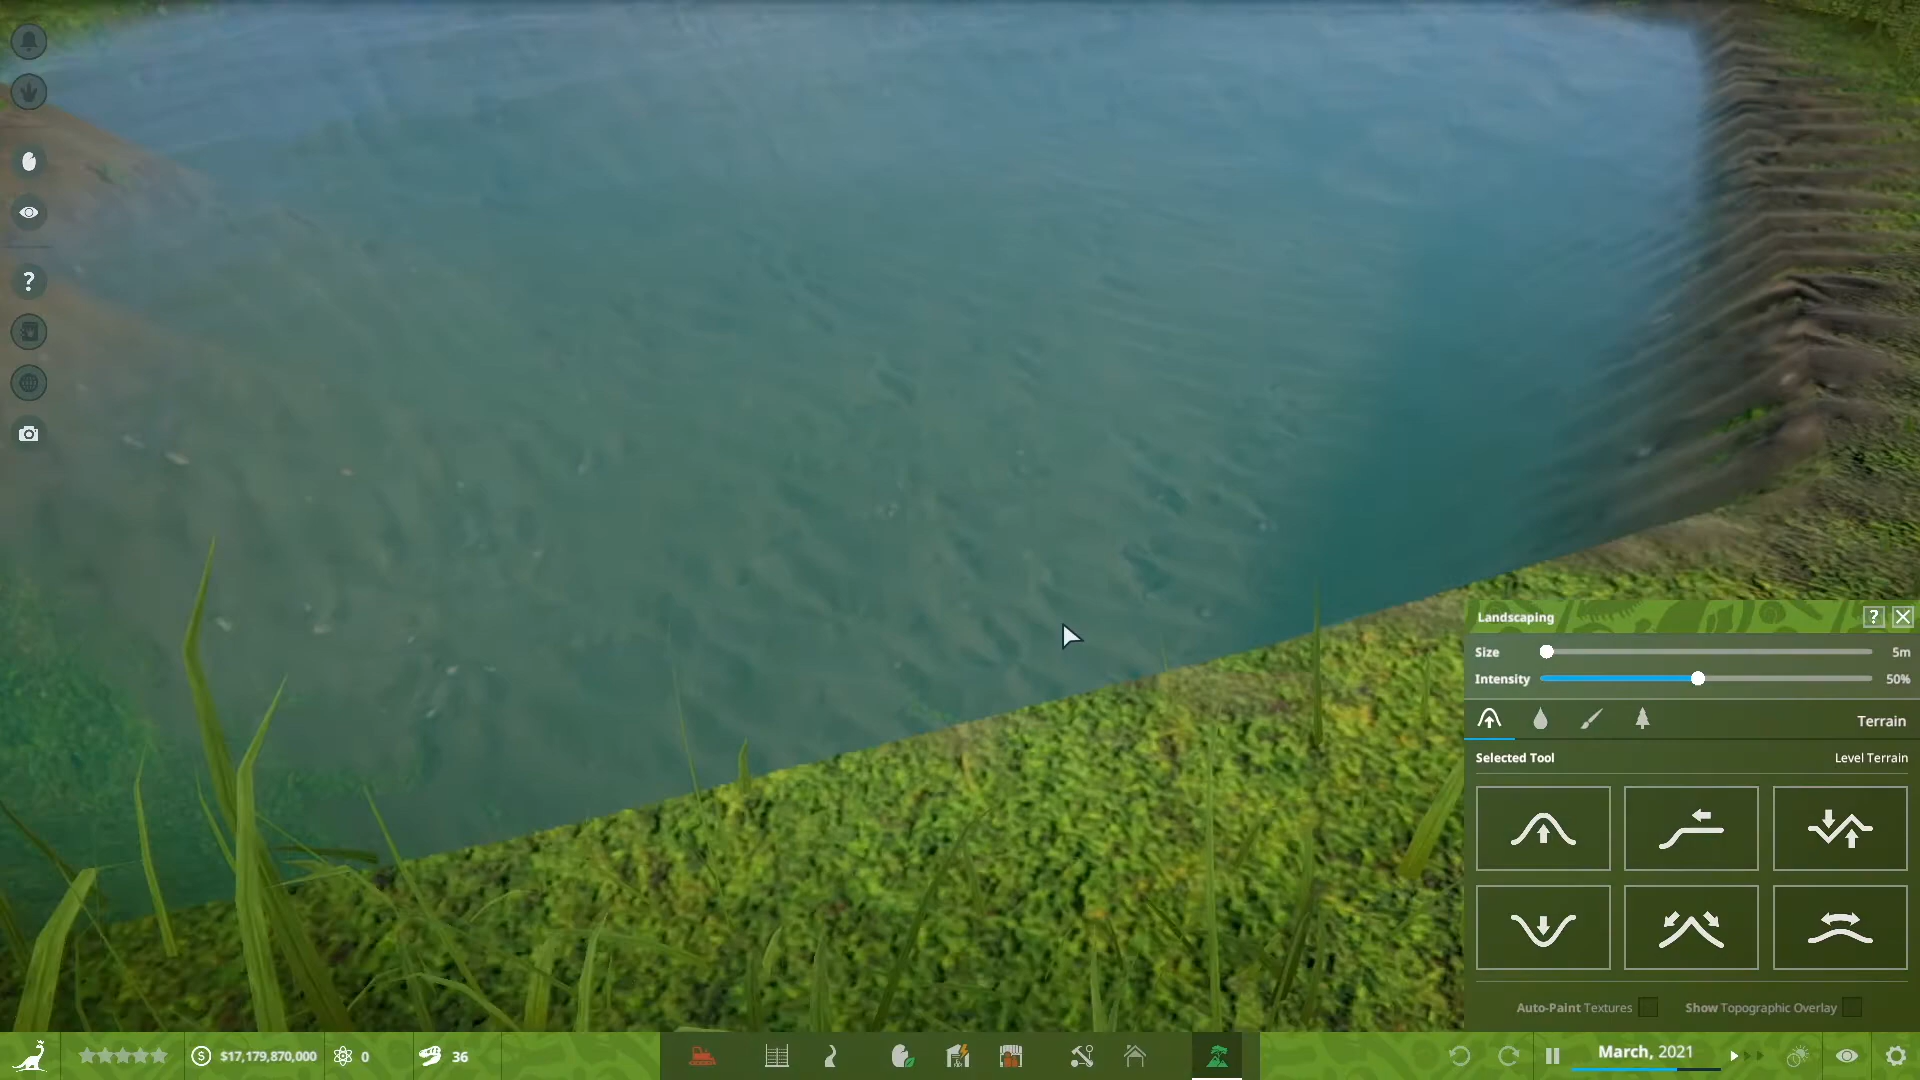 Landscaping
?
Size 5m
Intensity 50%
Terrain
Selected Tool Level Terrain
Auto-Paint Textures Show Topographic Overlay
?
$17,179,870,000 0 36 March, 2021